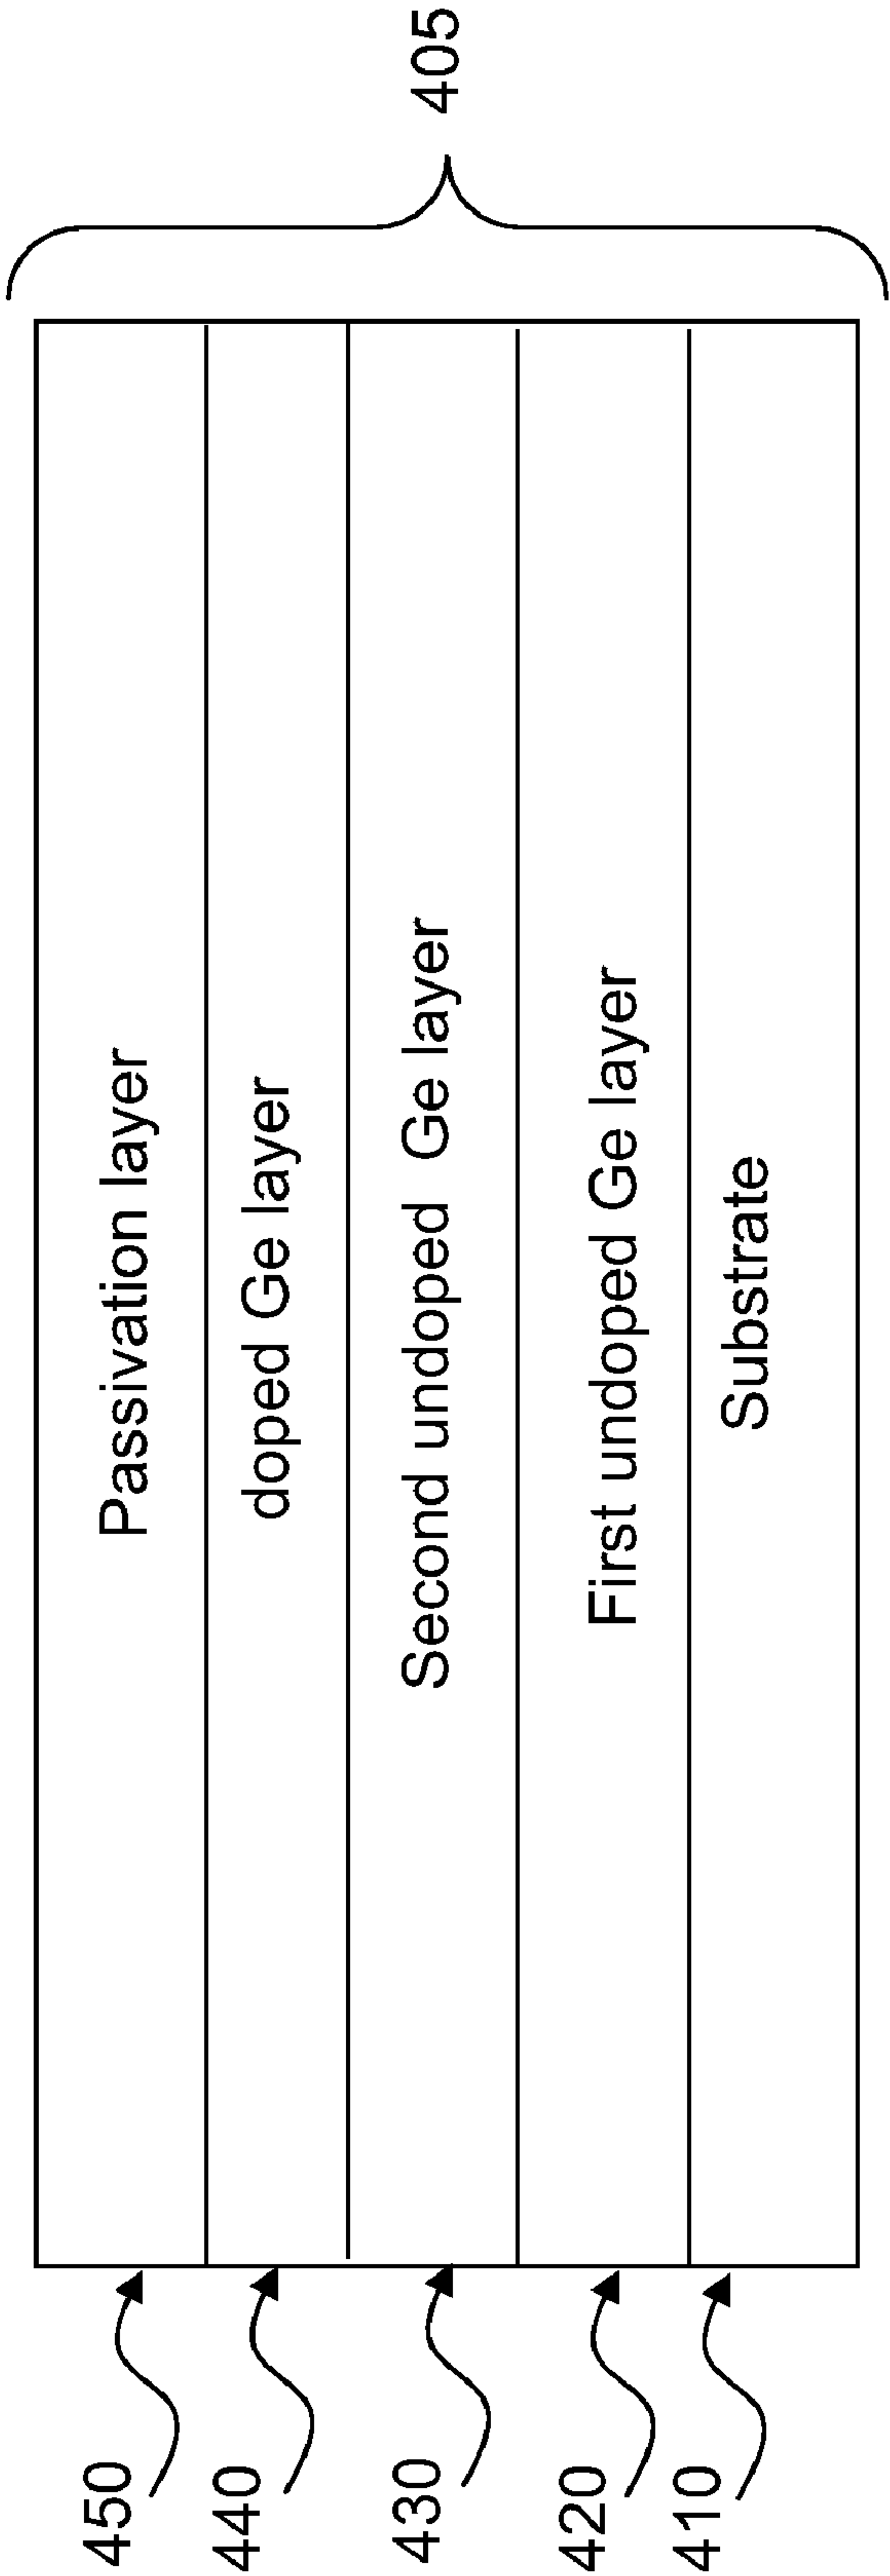 450
Passivation layer
440
doped Ge layer
430
Second undoped Ge layer
405
420
First undoped Ge layer
410
Substrate